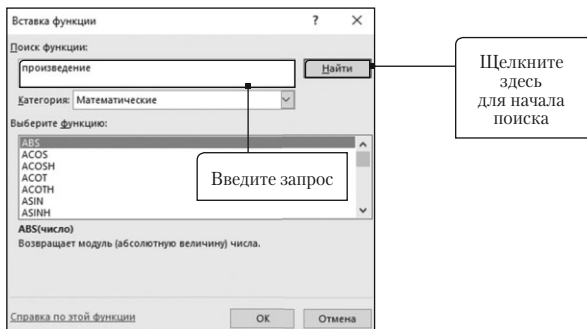 Вставка функции ? ×
Поиск функции:
произведение
Найти
Категория: Математические
Выберите функцию:
ABS
ACOS
ACOSH
ACOT
ACOTH
ASIN
ASINH
ABS(число)
Возвращает модуль (абсолютную величину) числа.
Справка по этой функции
ОК
Отмена
Введите запрос
Щелкните
здесь
для начала
поиска